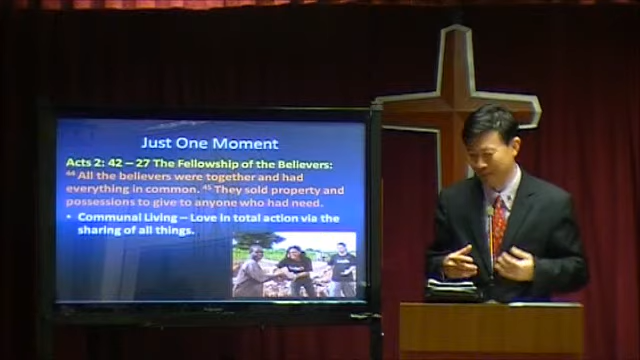 Just One Moment
Acts 2: 42 – 27 The Fellowship of the Believers:
44 All the believers were together and had
everything in common. 45 They sold property and
possessions to give to anyone who had need.
• Communal Living – Love in total action via the
sharing of all things.